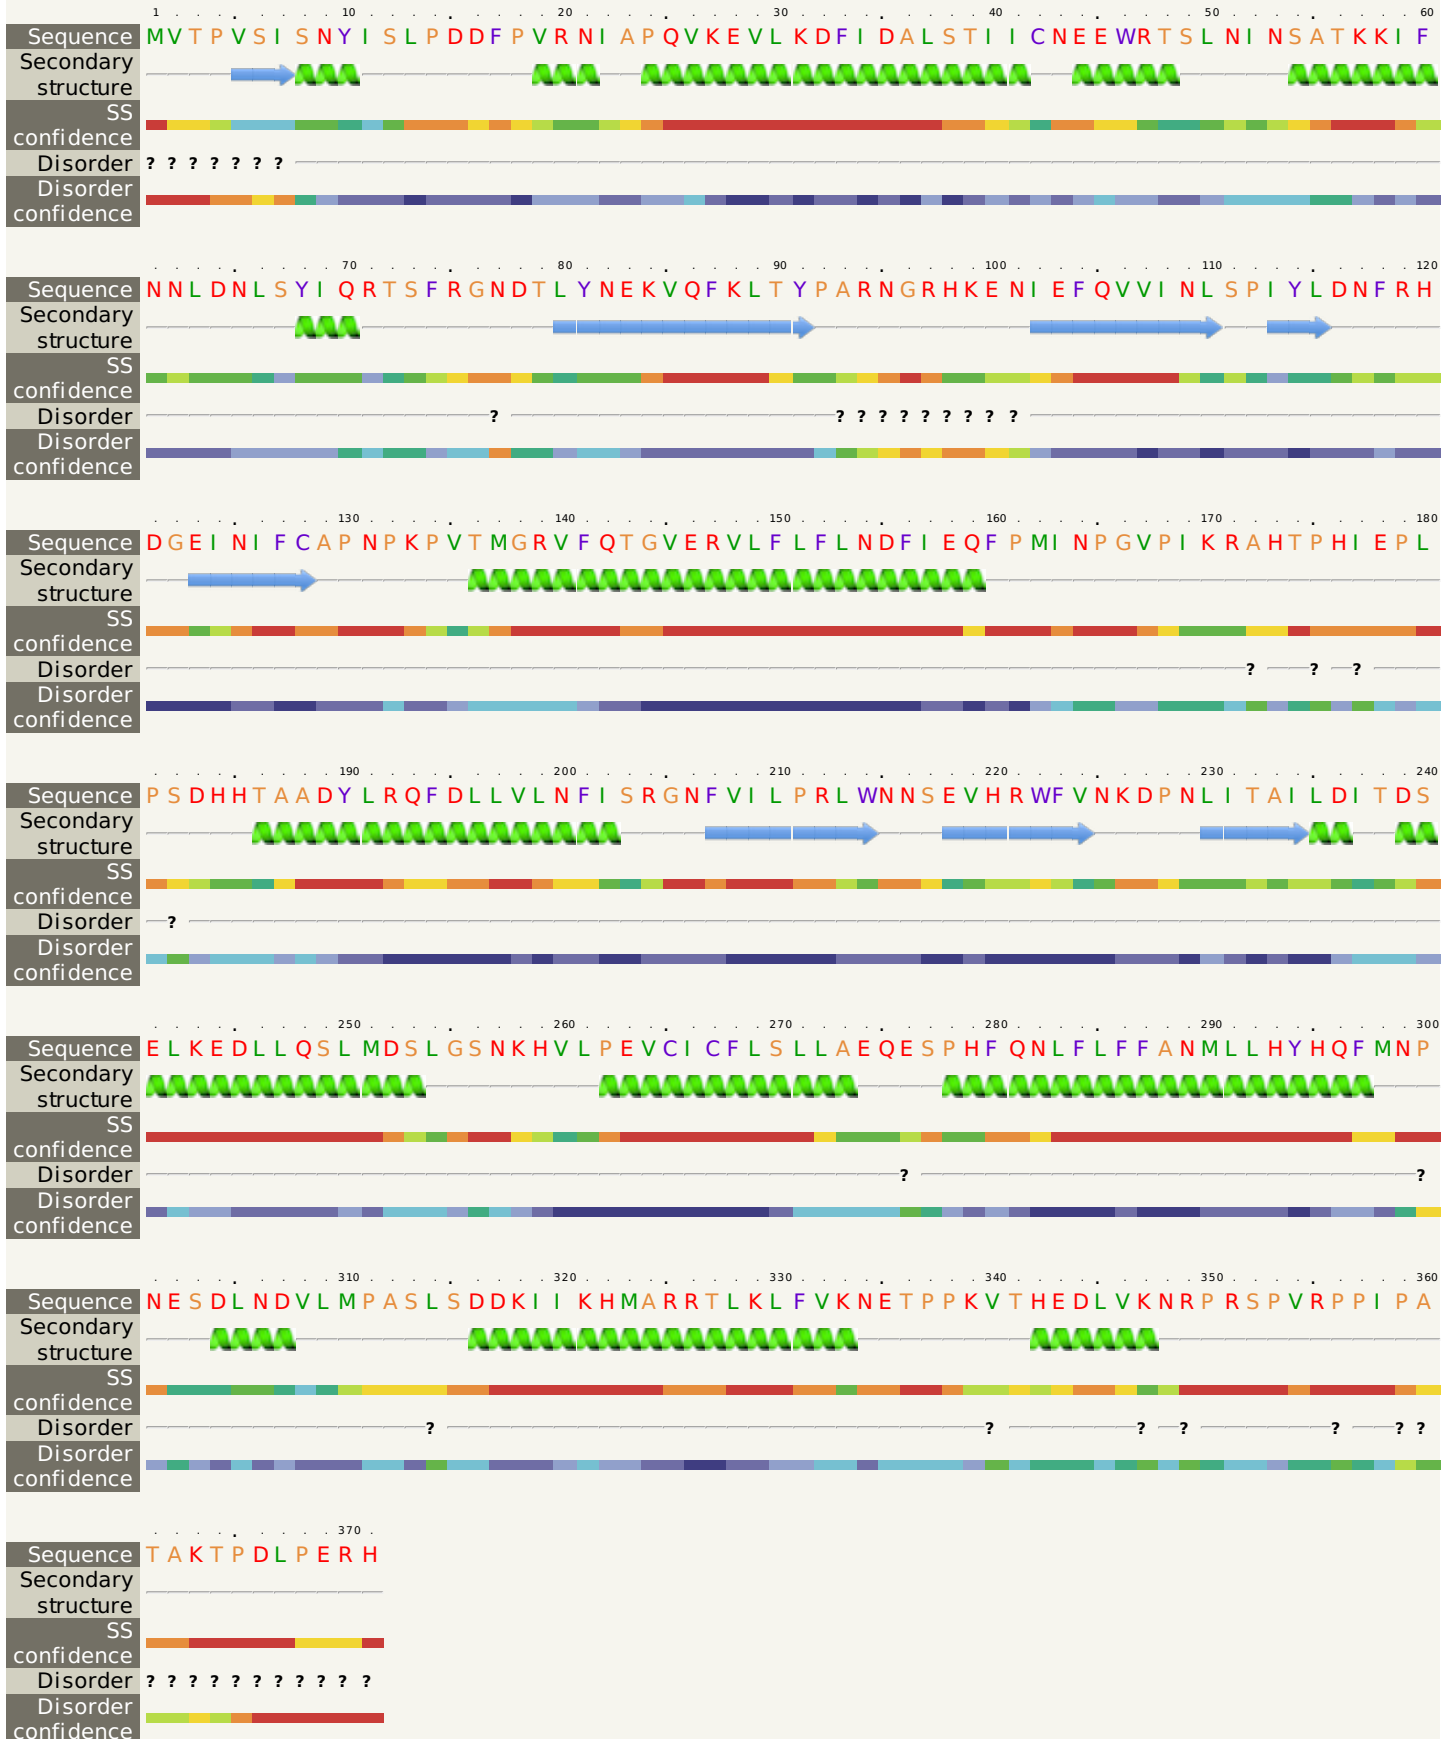 1 10 20 30 40 50 60
Sequence M V T P V S I S N Y I S L P D D F P V R N I A P Q V K E V L K D F I D A L S T I I C N E E W R T S L N I N S A T K K I F
Secondary
structure
SS
confidence
Disorder ? ? ? ? ? ? ?
Disorder
confidence
70 80 90 100 110 120
Sequence N N L D N L S Y I Q R T S F R G N D T L Y N E K V Q F K L T Y P A R N G R H K E N I E F Q V V I N L S P I Y L D N F R H
Secondary
structure
SS
confidence
Disorder ? ? ? ? ? ? ? ? ? ?
Disorder
confidence
130 140 150 160 170 180
Sequence D G E I N I F C A P N P K P V T M G R V F Q T G V E R V L F L F L N D F I E Q F P M I N P G V P I K R A H T P H I E P L
Secondary
structure
SS
confidence
Disorder ? ? ?
Disorder
confidence
190 200 210 220 230 240
Sequence P S D H H T A A D Y L R Q F D L L V L N F I S R G N F V I L P R L W N N S E V H R W F V N K D P N L I T A I L D I T D S
Secondary
structure
SS
confidence
Disorder ?
Disorder
confidence
250 260 270 280 290 300
Sequence E L K E D L L Q S L M D S L G S N K H V L P E V C I C F L S L L A E Q E S P H F Q N L F L F F A N M L L H Y H Q F M N P
Secondary
structure
SS
confidence
Disorder ? ?
Disorder
confidence
310 320 330 340 350 360
Sequence N E S D L N D V L M P A S L S D D K I I K H M A R R T L K L F V K N E T P P K V T H E D L V K N R P R S P V R P P I P A
Secondary
structure
SS
confidence
Disorder ? ? ? ? ? ? ?
Disorder
confidence
370
Sequence T A K T P D L P E R H
Secondary
structure
SS
confidence
Disorder ? ? ? ? ? ? ? ? ? ? ?
Disorder
confidence